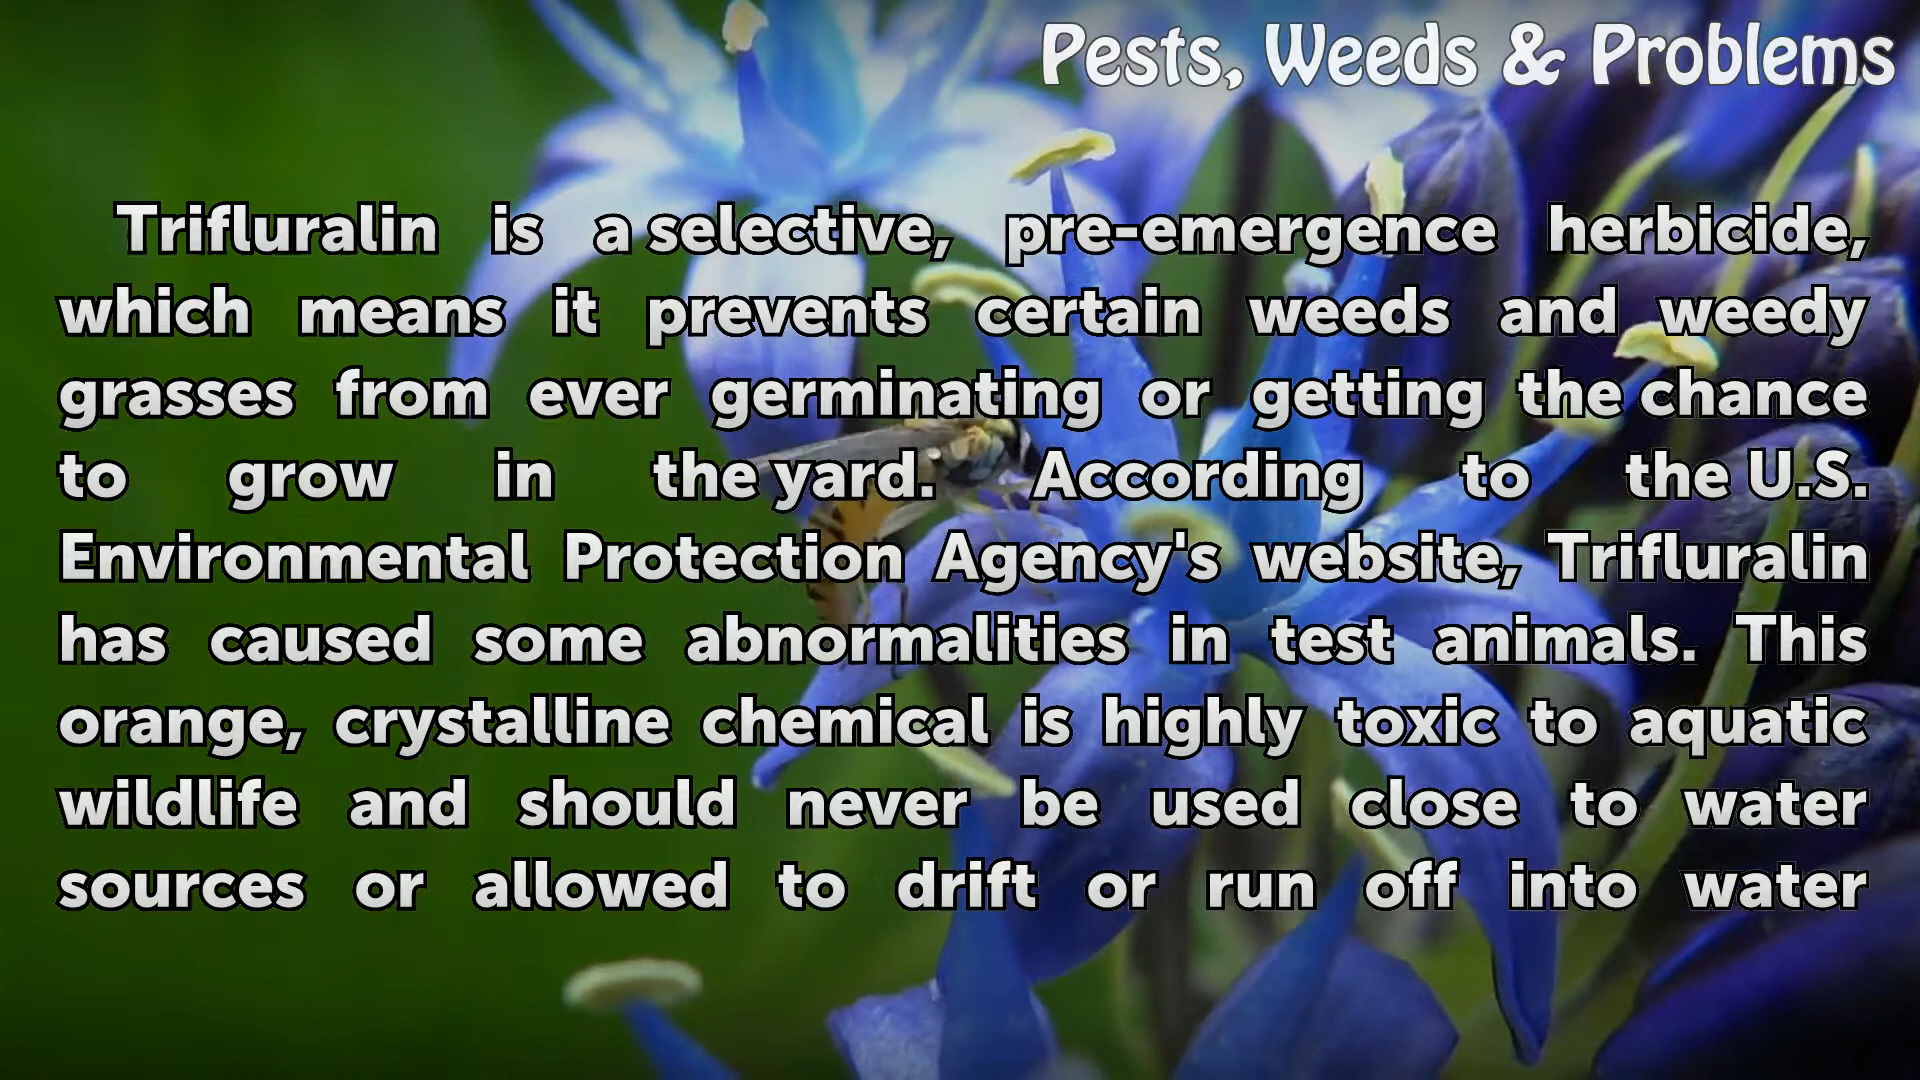 Pests, Weeds & Problems
Trifluralin is a selective, pre-emergence herbicide,
which means it prevents certain weeds and weedy
grasses from ever germinating or getting the chance
to grow in the yard. According to the U.S.
Environmental Protection Agency's website, Trifluralin
has caused some abnormalities in test animals. This
orange, crystalline chemical is highly toxic to aquatic
wildlife and should never be used close to water
sources or allowed to drift or run off into water